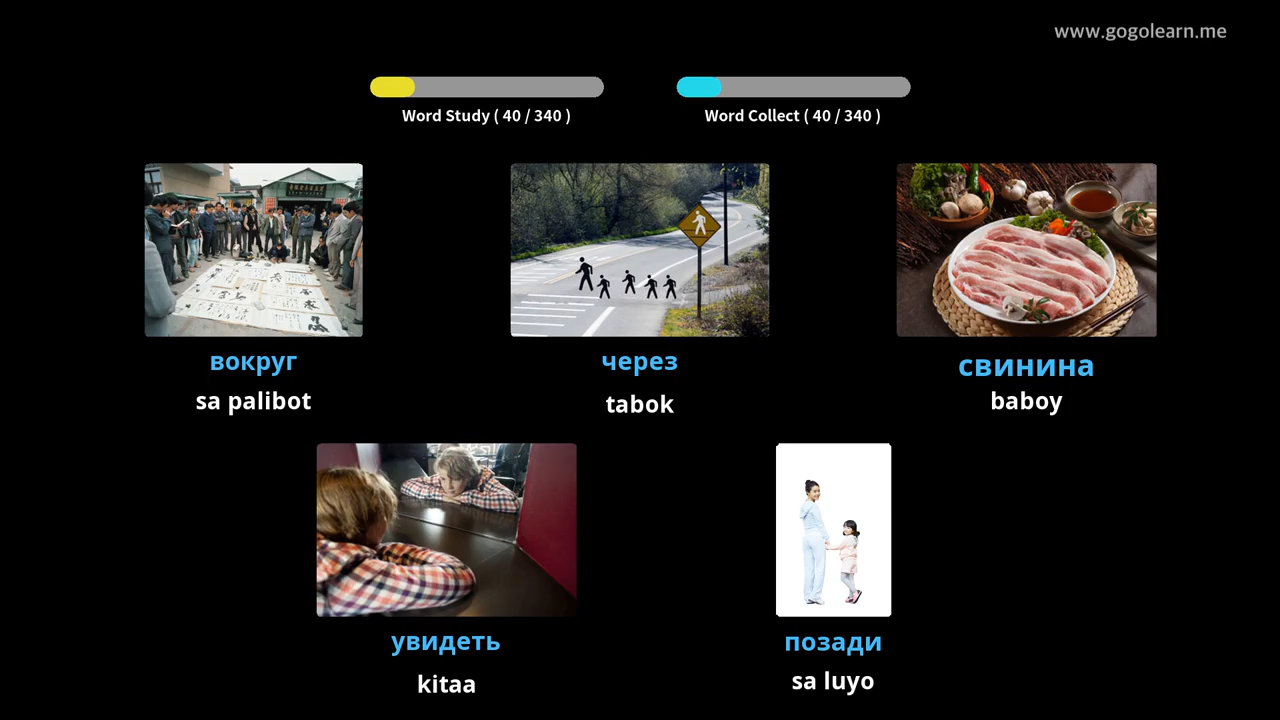 www.gogolearn.me
Word Study ( 40 / 340 )
Word Collect ( 40 / 340 )
вокруг
sa palibot
через
tabok
свинина
baboy
увидеть
kitaa
позади
sa luyo